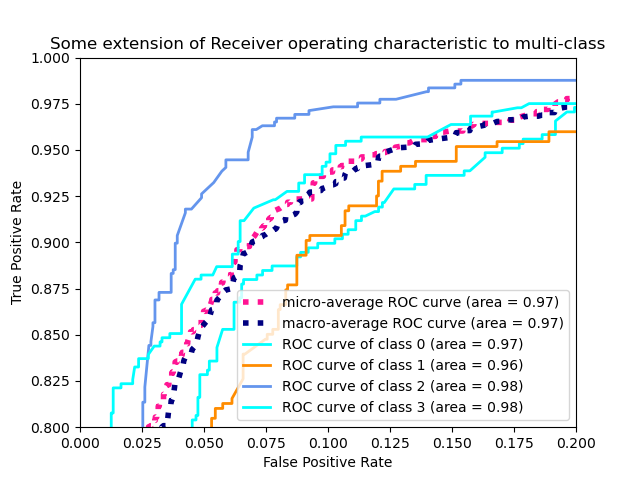 Some extension of Receiver operating characteristic to multi-class
True Positive Rate
1.000
0.975
0.950
0.925
0.900
0.875
0.850
0.825
0.800
micro-average ROC curve (area = 0.97)
macro-average ROC curve (area = 0.97)
ROC curve of class 0 (area = 0.97)
ROC curve of class 1 (area = 0.96)
ROC curve of class 2 (area = 0.98)
ROC curve of class 3 (area = 0.98)
0.000 0.025 0.050 0.075 0.100 0.125 0.150 0.175 0.200
False Positive Rate